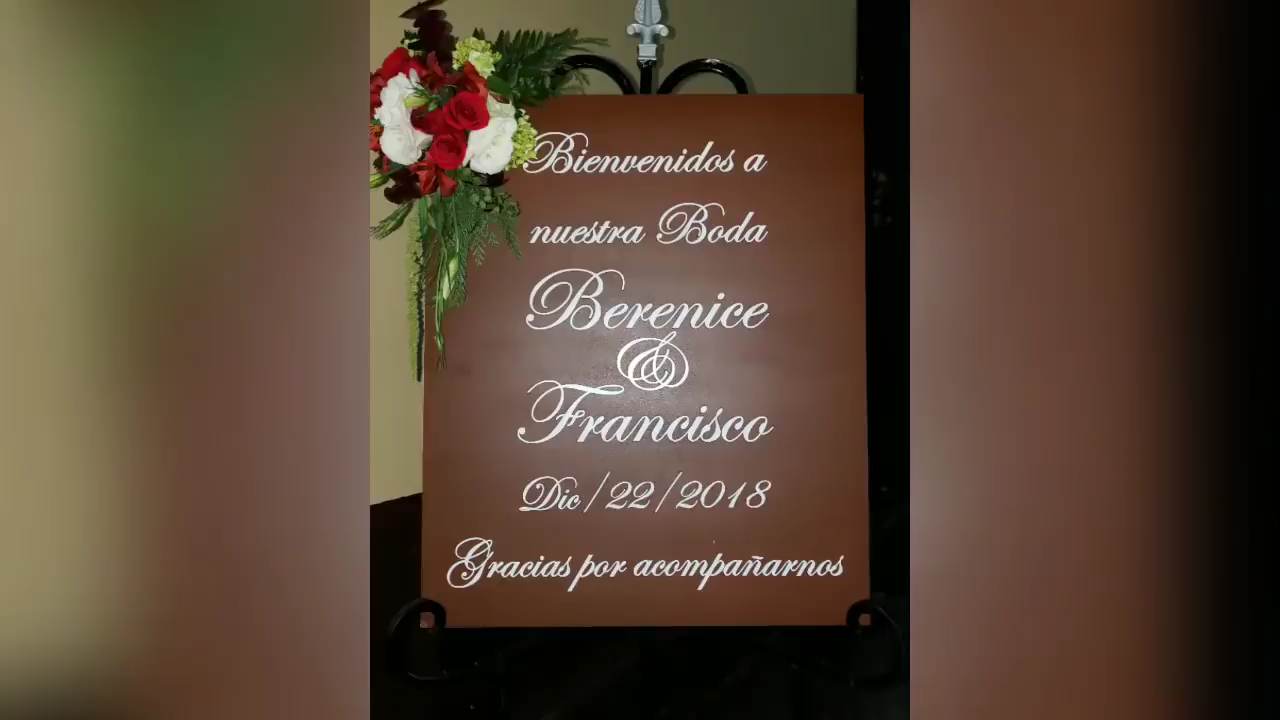 Bienvenidos a
nuestra Boda
Berenice
&
Francisco
Dic/22/2018
Gracias por acompañarnos